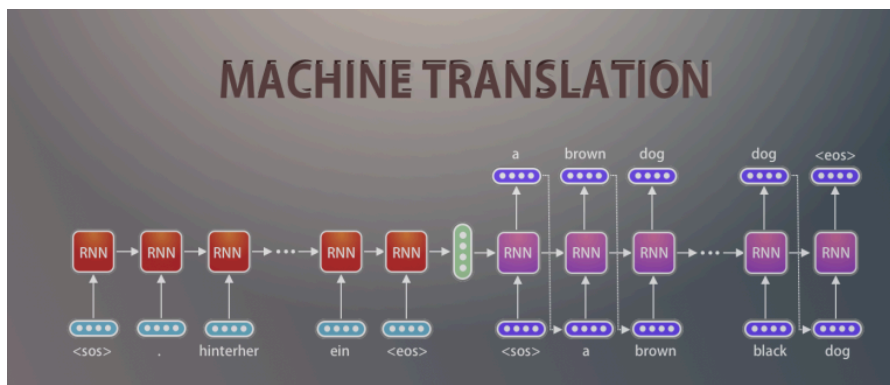 MACHINE TRANSLATION
a brown dog dog <eos>
RNN RNN RNN RNN RNN RNN RNN RNN RNN RNN
<sos> . hinterher ein <eos> <sos> a brown black dog